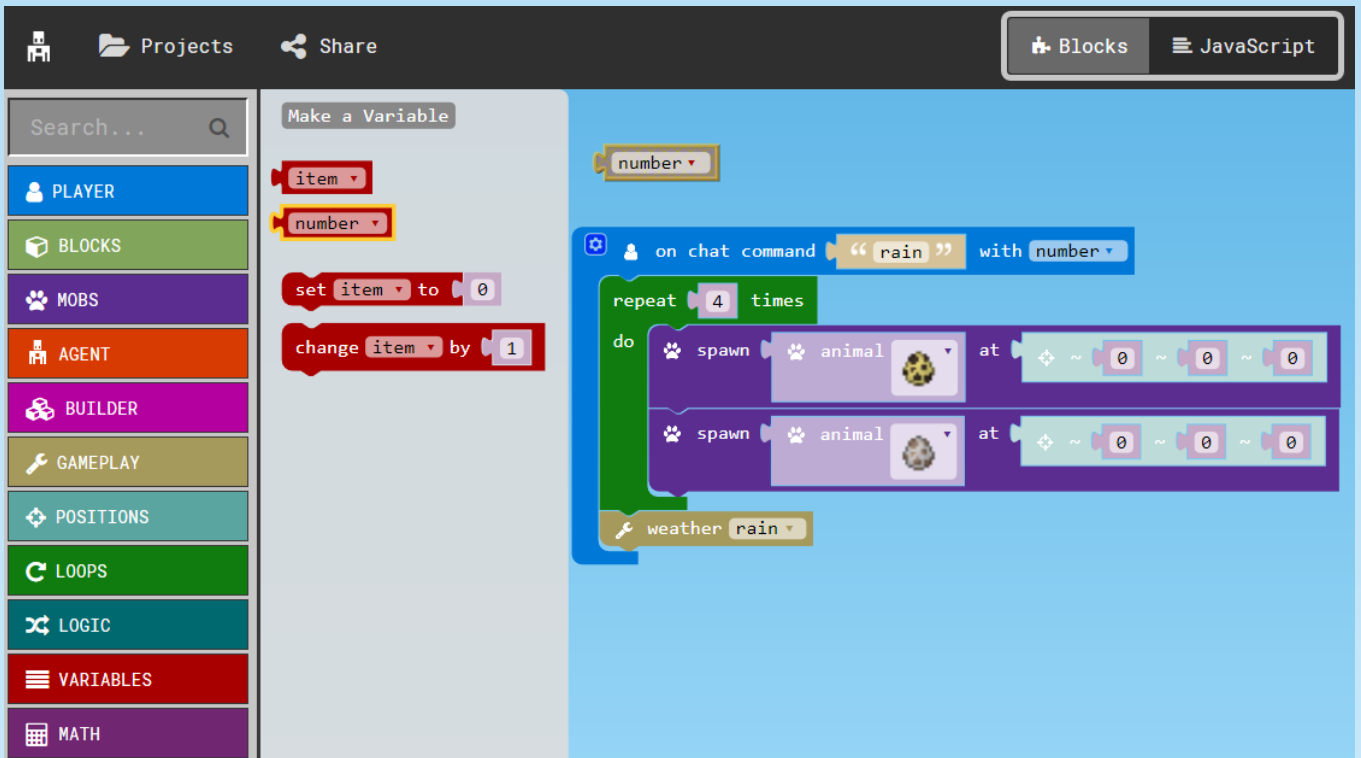 Projects Share Blocks JavaScript
Search...
PLAYER
BLOCKS
MOBS
AGENT
BUILDER
GAMEPLAY
POSITIONS
LOOPS
LOGIC
VARIABLES
MATH
Make a Variable
item
number
set item to 0
change item by 1
number
on chat command “ rain ” with number
repeat 4 times
do
spawn animal at ~ 0 ~ 0 ~ 0
spawn animal at ~ 0 ~ 0 ~ 0
weather rain